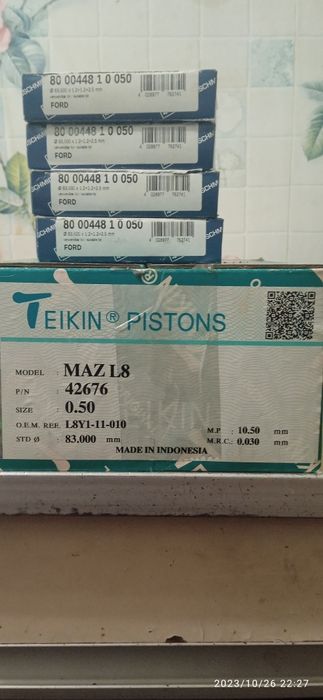 80 00448 1 0 050
FORD
80 00448 1 0 050
FORD
80 00448 1 0 050
FORD
80 00448 1 0 050
FORD
TEIKIN ® PISTONS
MODEL : MAZ L8
P/N : 42676
SIZE : 0.50
O.E.M. REF. : L8Y1-11-010
M.P. : 10.50 mm
STD Ø : 83.000 mm
M.R.C.: 0.030 mm
MADE IN INDONESIA
2023/10/26 22:27